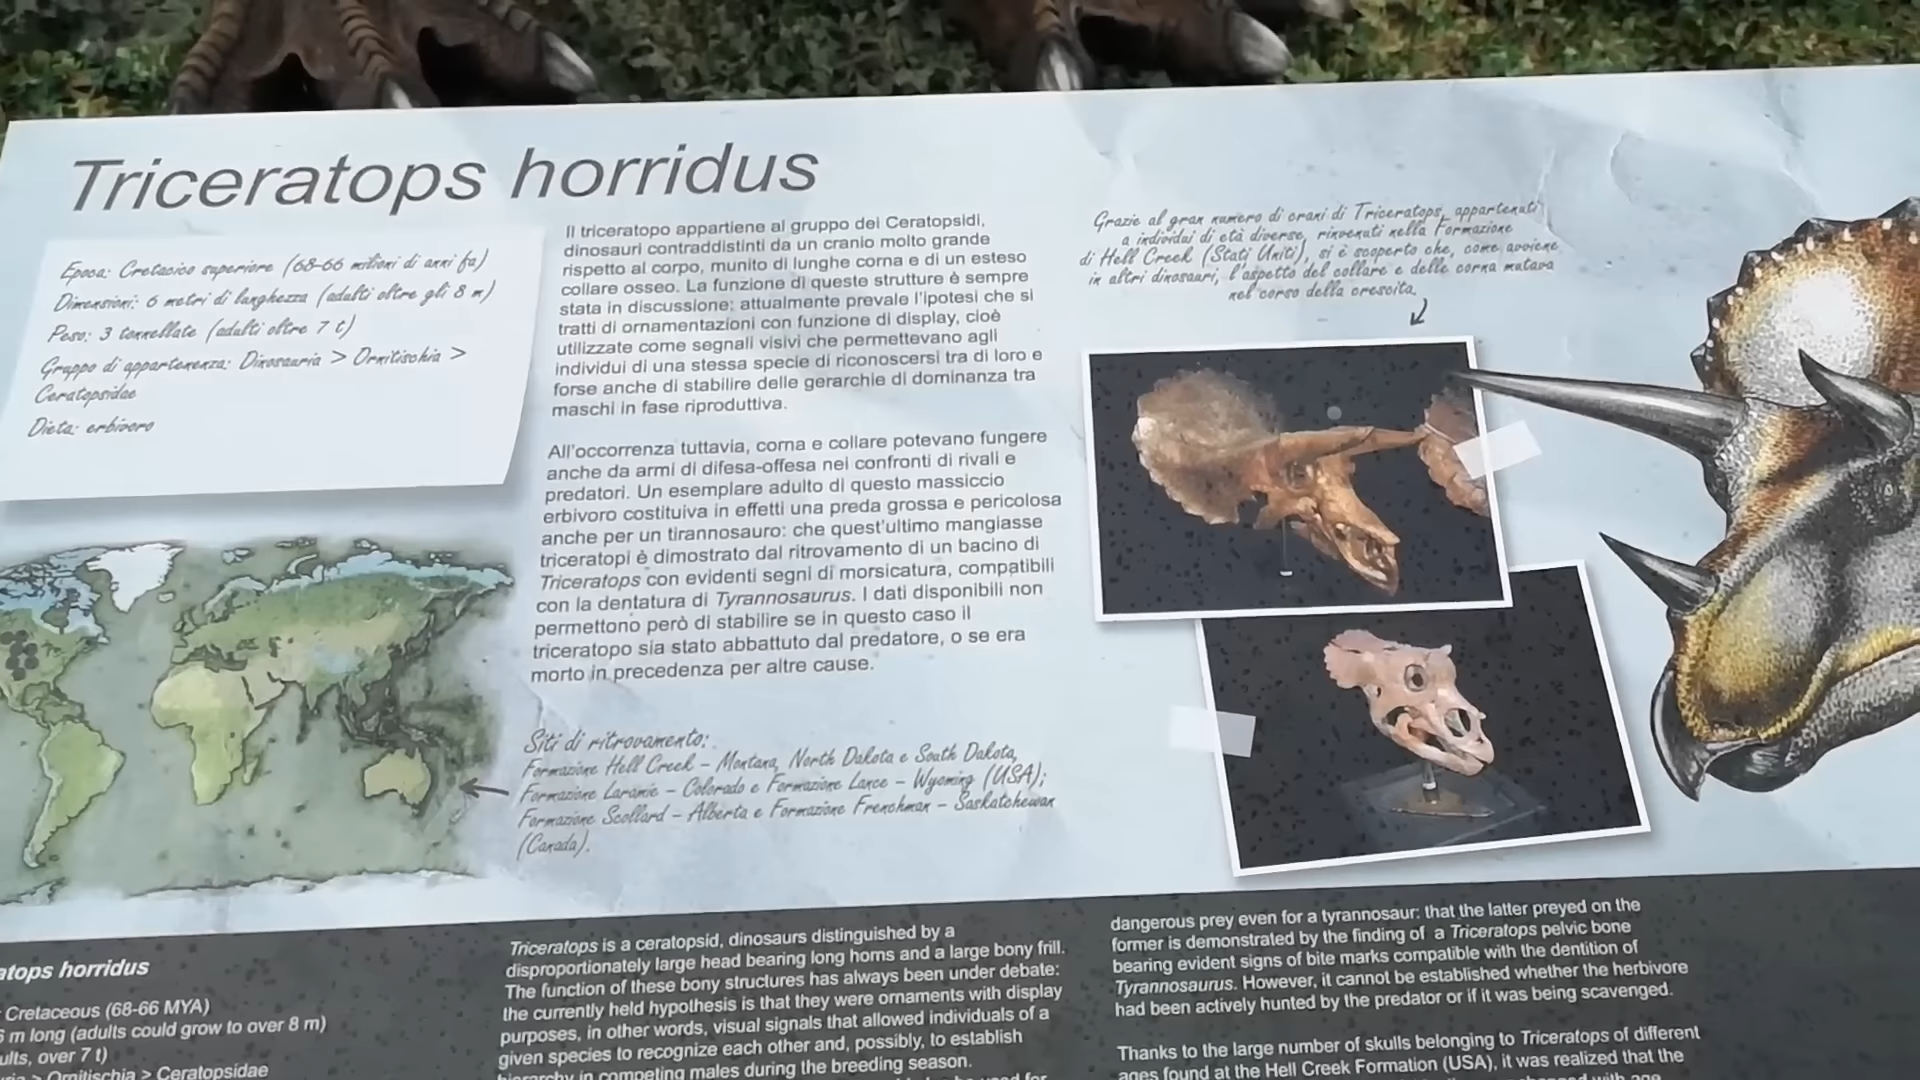 Triceratops horridus
Epoca: Cretacico superiore (68-66 milioni di anni fa)
Dimensioni: 6 metri di lunghezza (adulti oltre gli 8 m)
Peso: 3 tonnellate (adulti oltre 7 t)
Gruppo di appartenenza: Dinosauria > Ornitischia >
Ceratopsidae
Dieta: erbivoro
Il triceratopo appartiene al gruppo dei Ceratopsidi,
dinosauri contraddistinti da un cranio molto grande
rispetto al corpo, munito di lunghe corna e di un esteso
collare osseo. La funzione di queste strutture è sempre
stata in discussione: attualmente prevale l'ipotesi che si
tratti di ornamentazioni con funzione di display, cioè
utilizzate come segnali visivi che permettevano agli
individui di una stessa specie di riconoscersi tra di loro e
forse anche di stabilire delle gerarchie di dominanza tra
maschi in fase riproduttiva.
All'occorrenza tuttavia, corna e collare potevano fungere
anche da armi di difesa-offesa nei confronti di rivali e
predatori. Un esemplare adulto di questo massiccio
erbivoro costituiva in effetti una preda grossa e pericolosa
anche per un tirannosauro: che quest'ultimo mangiasse
triceratopi è dimostrato dal ritrovamento di un bacino di
Triceratops con evidenti segni di morsicatura, compatibili
con la dentatura di Tyrannosaurus. I dati disponibili non
permettono però di stabilire se in questo caso il
triceratopo sia stato abbattuto dal predatore, o se era
morto in precedenza per altre cause.
Siti di ritrovamento:
Formazione Hell Creek – Montana, North Dakota e South Dakota,
Formazione Laramie – Colorado e Formazione Lance – Wyoming (USA);
Formazione Scollard – Alberta e Formazione Frenchman – Saskatchewan
(Canada).
Grazie al gran numero di crani di Triceratops, appartenuti
a individui di età diverse, rinvenuti nella Formazione
di Hell Creek (Stati Uniti), si è scoperto che, come avviene
in altri dinosauri, l'aspetto del collare e delle corna mutava
nel corso della crescita.
atops horridus
Cretaceous (68-66 MYA)
6 m long (adults could grow to over 8 m)
ults, over 7 t)
> Ornitischia > Ceratopsidae
Triceratops is a ceratopsid, dinosaurs distinguished by a
disproportionately large head bearing long horns and a large bony frill.
The function of these bony structures has always been under debate:
the currently held hypothesis is that they were ornaments with display
purposes, in other words, visual signals that allowed individuals of a
given species to recognize each other and, possibly, to establish
hierarchy in competing males during the breeding season.
dangerous prey even for a tyrannosaur: that the latter preyed on the
former is demonstrated by the finding of a Triceratops pelvic bone
bearing evident signs of bite marks compatible with the dentition of
Tyrannosaurus. However, it cannot be established whether the herbivore
had been actively hunted by the predator or if it was being scavenged.
Thanks to the large number of skulls belonging to Triceratops of different
ages found at the Hell Creek Formation (USA), it was realized that the